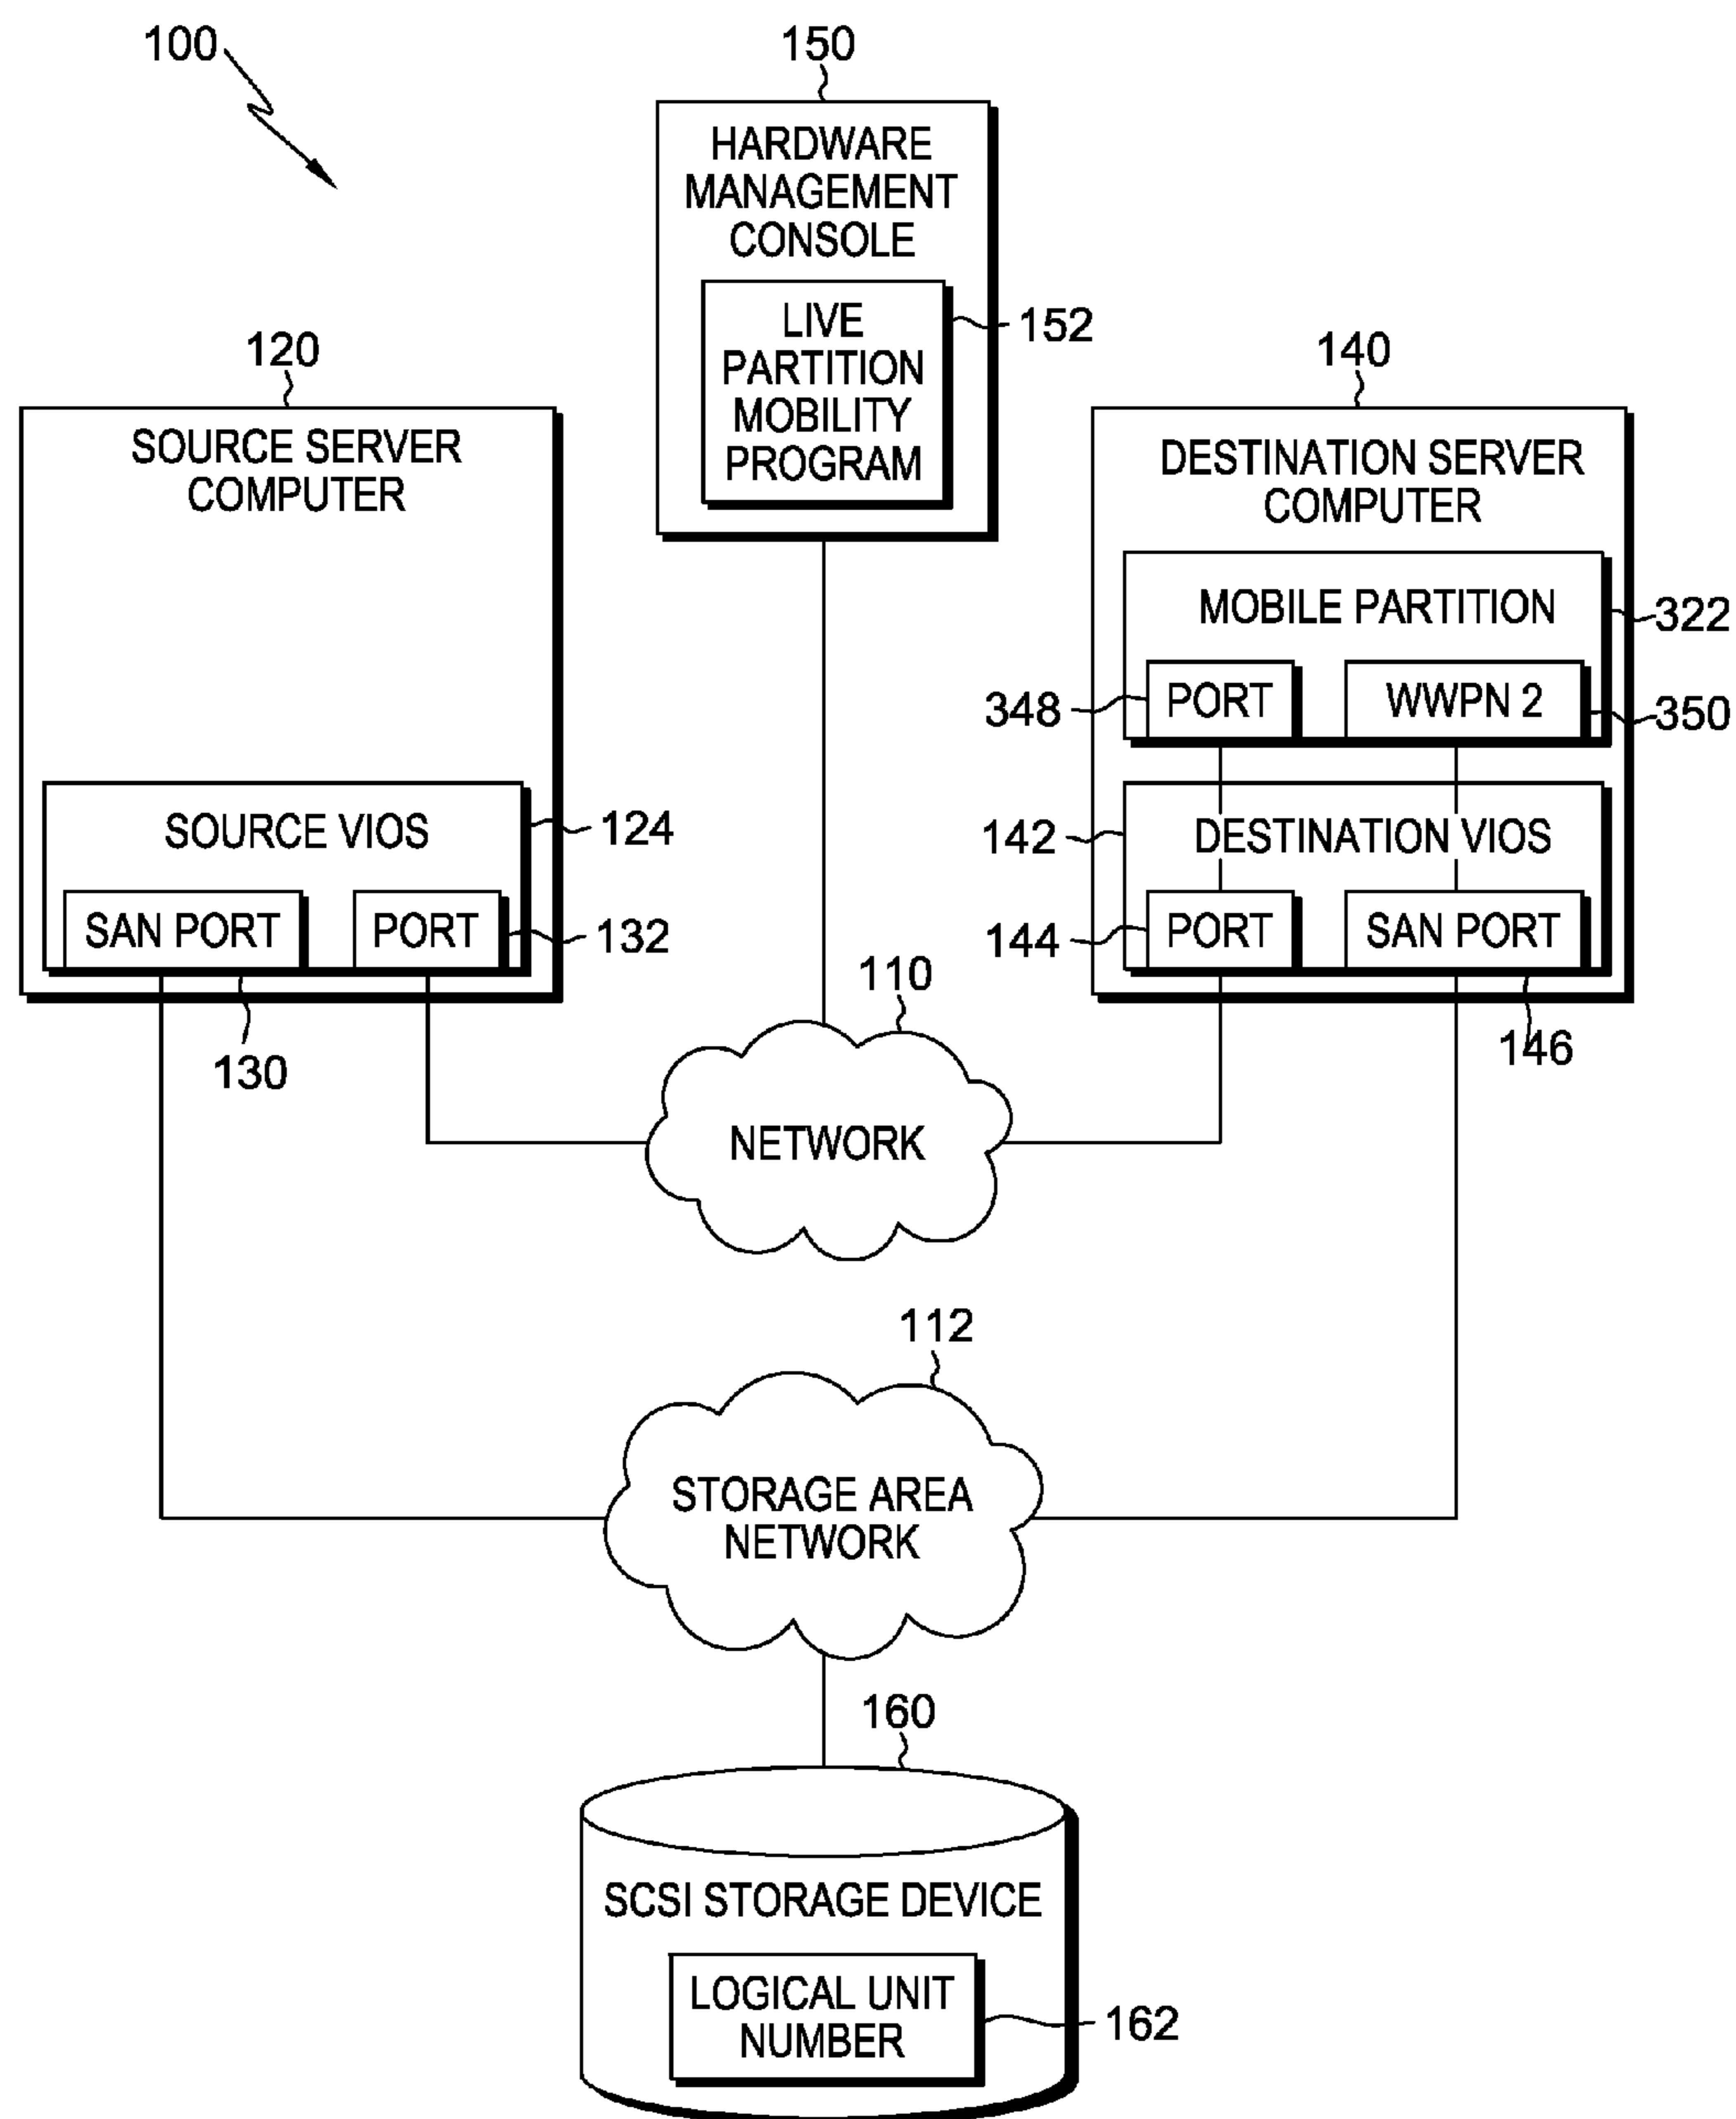 100
150
HARDWARE
MANAGEMENT
CONSOLE
LIVE
PARTITION
MOBILITY
PROGRAM
152
120
SOURCE SERVER
COMPUTER
SOURCE VIOS
124
SAN PORT
PORT
132
130
140
DESTINATION SERVER
COMPUTER
MOBILE PARTITION
322
348
PORT
WWPN 2
350
142
DESTINATION VIOS
144
PORT
SAN PORT
146
110
NETWORK
112
STORAGE AREA
NETWORK
160
SCSI STORAGE DEVICE
LOGICAL UNIT
NUMBER
162